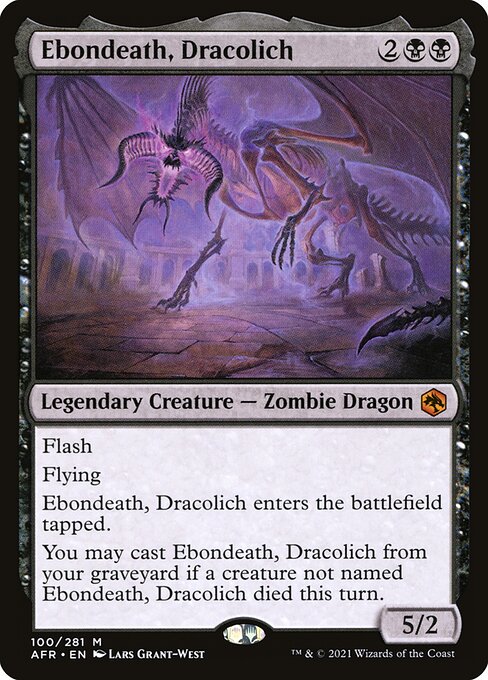 Ebondeath, Dracolich 2
Legendary Creature — Zombie Dragon
Flash
Flying
Ebondeath, Dracolich enters the battlefield
tapped.
You may cast Ebondeath, Dracolich from
your graveyard if a creature not named
Ebondeath, Dracolich died this turn.
5/2
100/281 M
AFR • EN Lars Grant-West ™ & © 2021 Wizards of the Coast